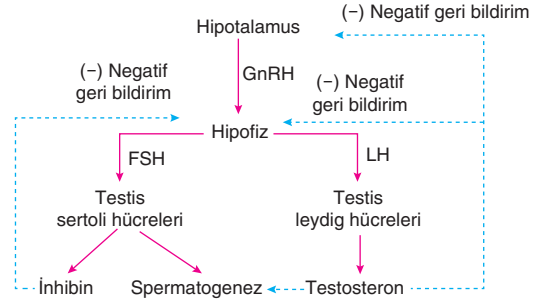 (−) Negatif geri bildirim
Hipotalamus
(−) Negatif
geri bildirim
GnRH
(−) Negatif
geri bildirim
Hipofiz
FSH
LH
Testis
sertoli hücreleri
Testis
leydig hücreleri
İnhibin
Spermatogenez
Testosteron